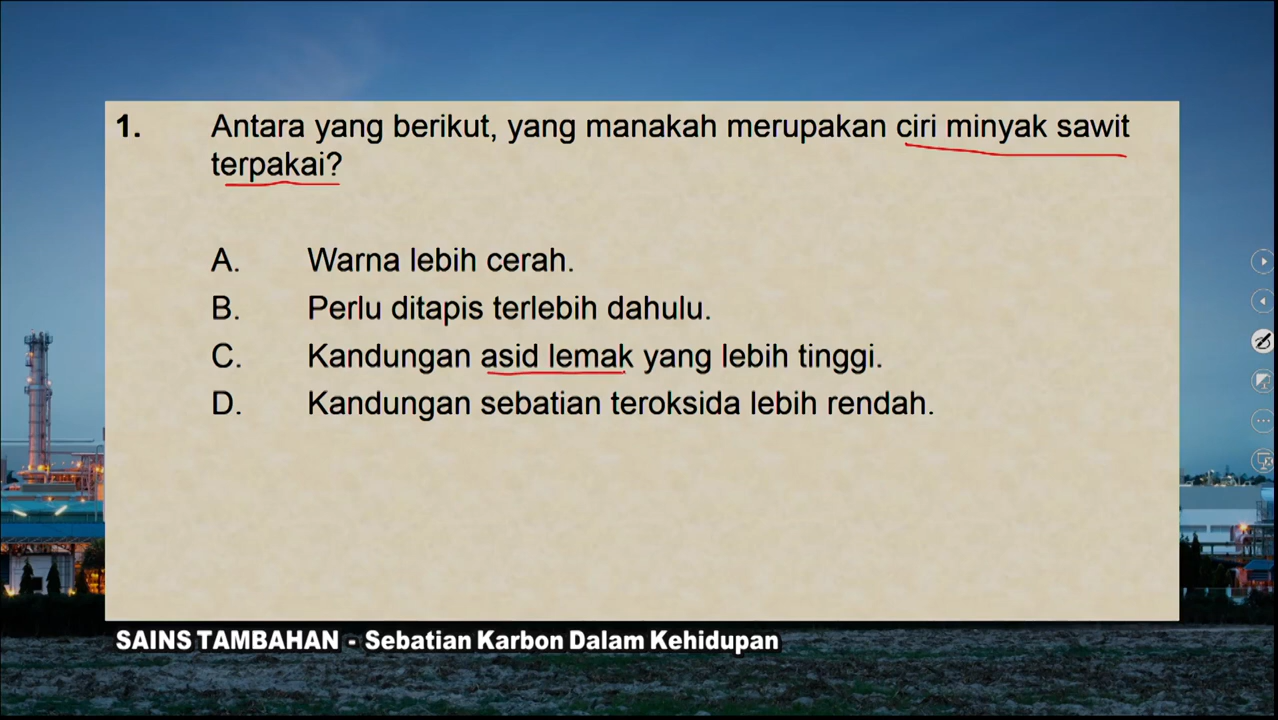 1. Antara yang berikut, yang manakah merupakan ciri minyak sawit
terpakai?
A. Warna lebih cerah.
B. Perlu ditapis terlebih dahulu.
C. Kandungan asid lemak yang lebih tinggi.
D. Kandungan sebatian teroksida lebih rendah.
SAINS TAMBAHAN - Sebatian Karbon Dalam Kehidupan